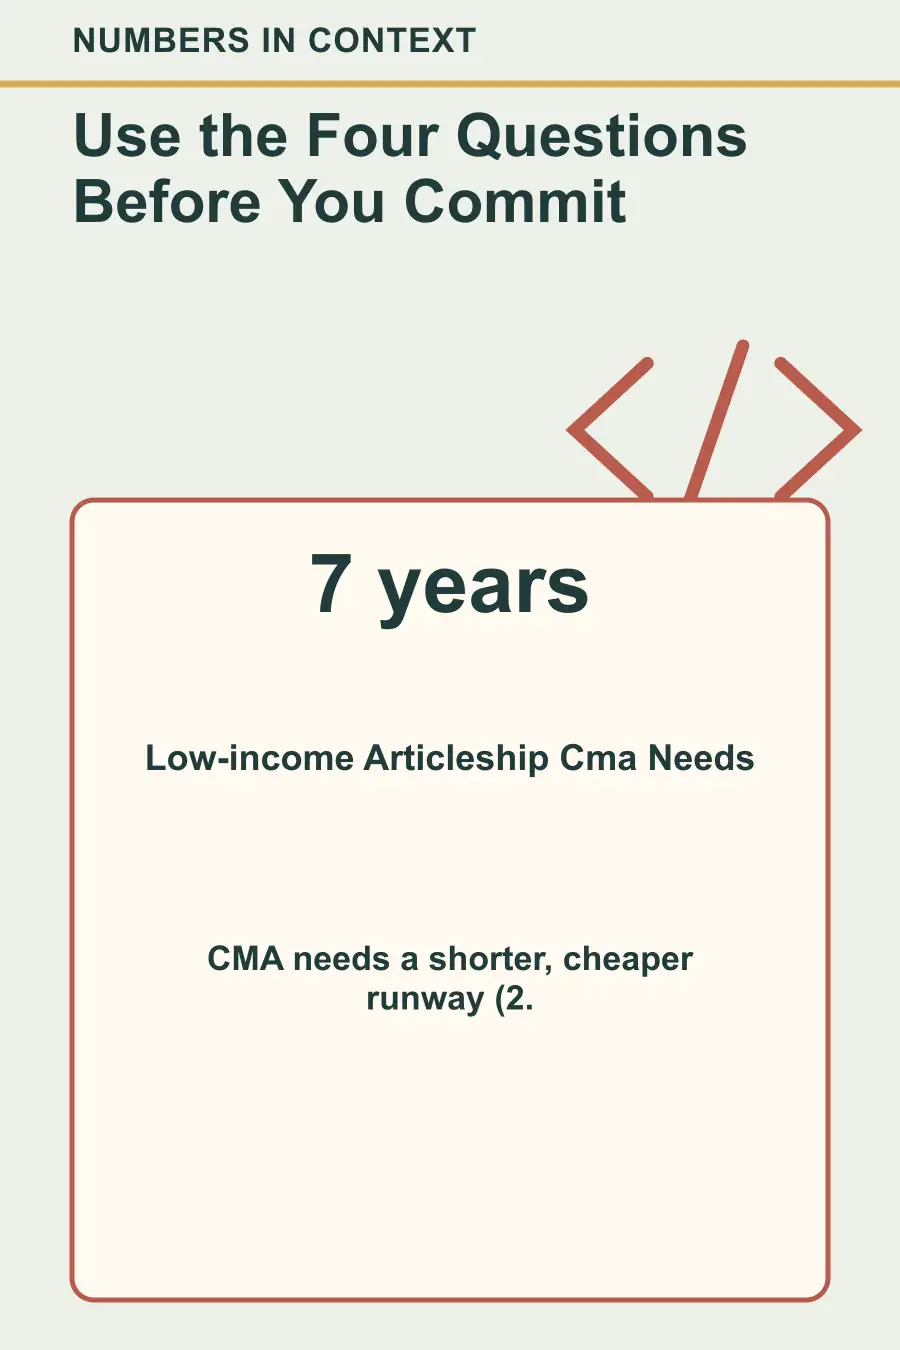 NUMBERS IN CONTEXT
Use the Four Questions
Before You Commit
7 years
Low-income Articleship Cma Needs
CMA needs a shorter, cheaper
runway (2.